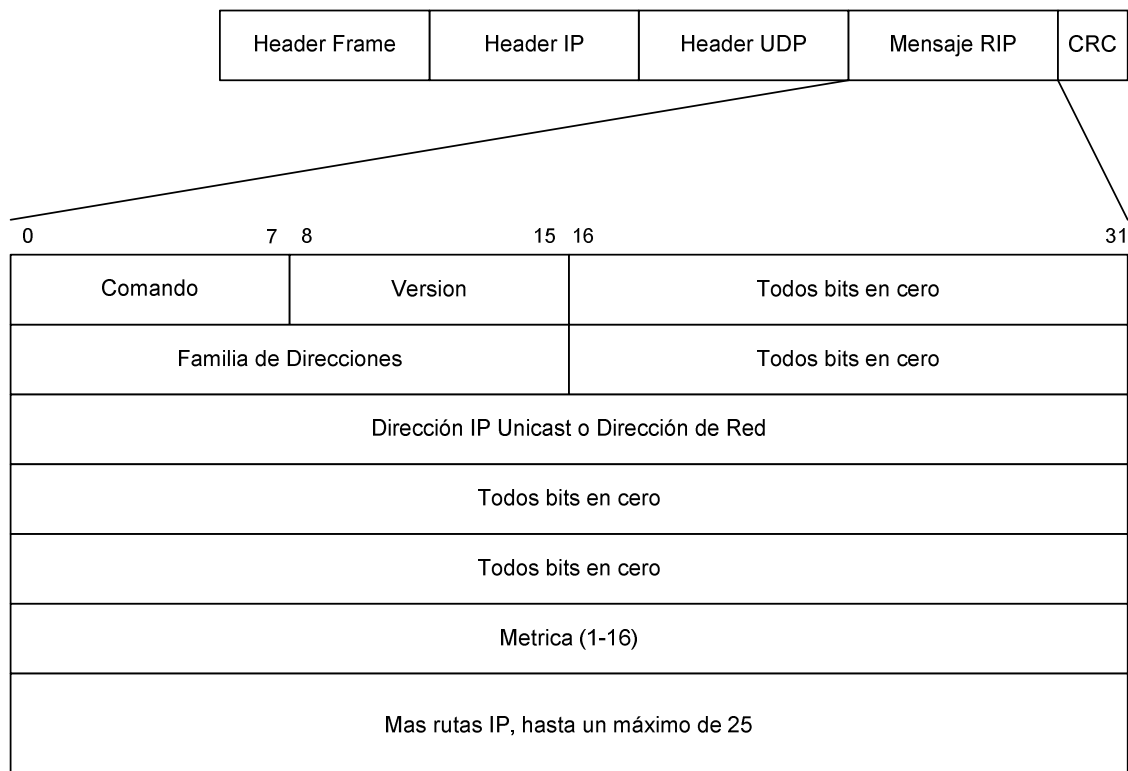 Header Frame Header IP Header UDP Mensaje RIP CRC
0 7 8 15 16 31
Comando Version Todos bits en cero
Familia de Direcciones Todos bits en cero
Dirección IP Unicast o Dirección de Red
Todos bits en cero
Todos bits en cero
Metrica (1-16)
Mas rutas IP, hasta un máximo de 25